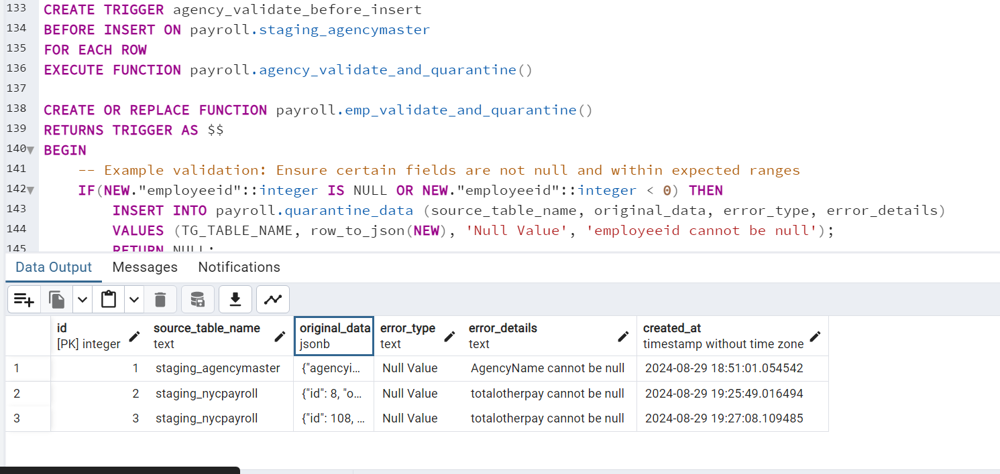 133 CREATE TRIGGER agency_validate_before_insert
134 BEFORE INSERT ON payroll.staging_agencymaster
135 FOR EACH ROW
136 EXECUTE FUNCTION payroll.agency_validate_and_quarantine()
137
138 CREATE OR REPLACE FUNCTION payroll.emp_validate_and_quarantine()
139 RETURNS TRIGGER AS $$
140 BEGIN
141 -- Example validation: Ensure certain fields are not null and within expected ranges
142 IF(NEW."employeeid"::integer IS NULL OR NEW."employeeid"::integer < 0) THEN
143 INSERT INTO payroll.quarantine_data (source_table_name, original_data, error_type, error_details)
144 VALUES (TG_TABLE_NAME, row_to_json(NEW), 'Null Value', 'employeeid cannot be null');
145 RETURN NULL;
Data Output Messages Notifications
id source_table_name original_data error_type error_details created_at
[PK] integer text jsonb text text timestamp without time zone
1 1 staging_agencymaster {"agencyi... Null Value AgencyName cannot be null 2024-08-29 18:51:01.054542
2 2 staging_nycpayroll {"id": 8, "o... Null Value totalotherpay cannot be null 2024-08-29 19:25:49.016494
3 3 staging_nycpayroll {"id": 108, ... Null Value totalotherpay cannot be null 2024-08-29 19:27:08.109485